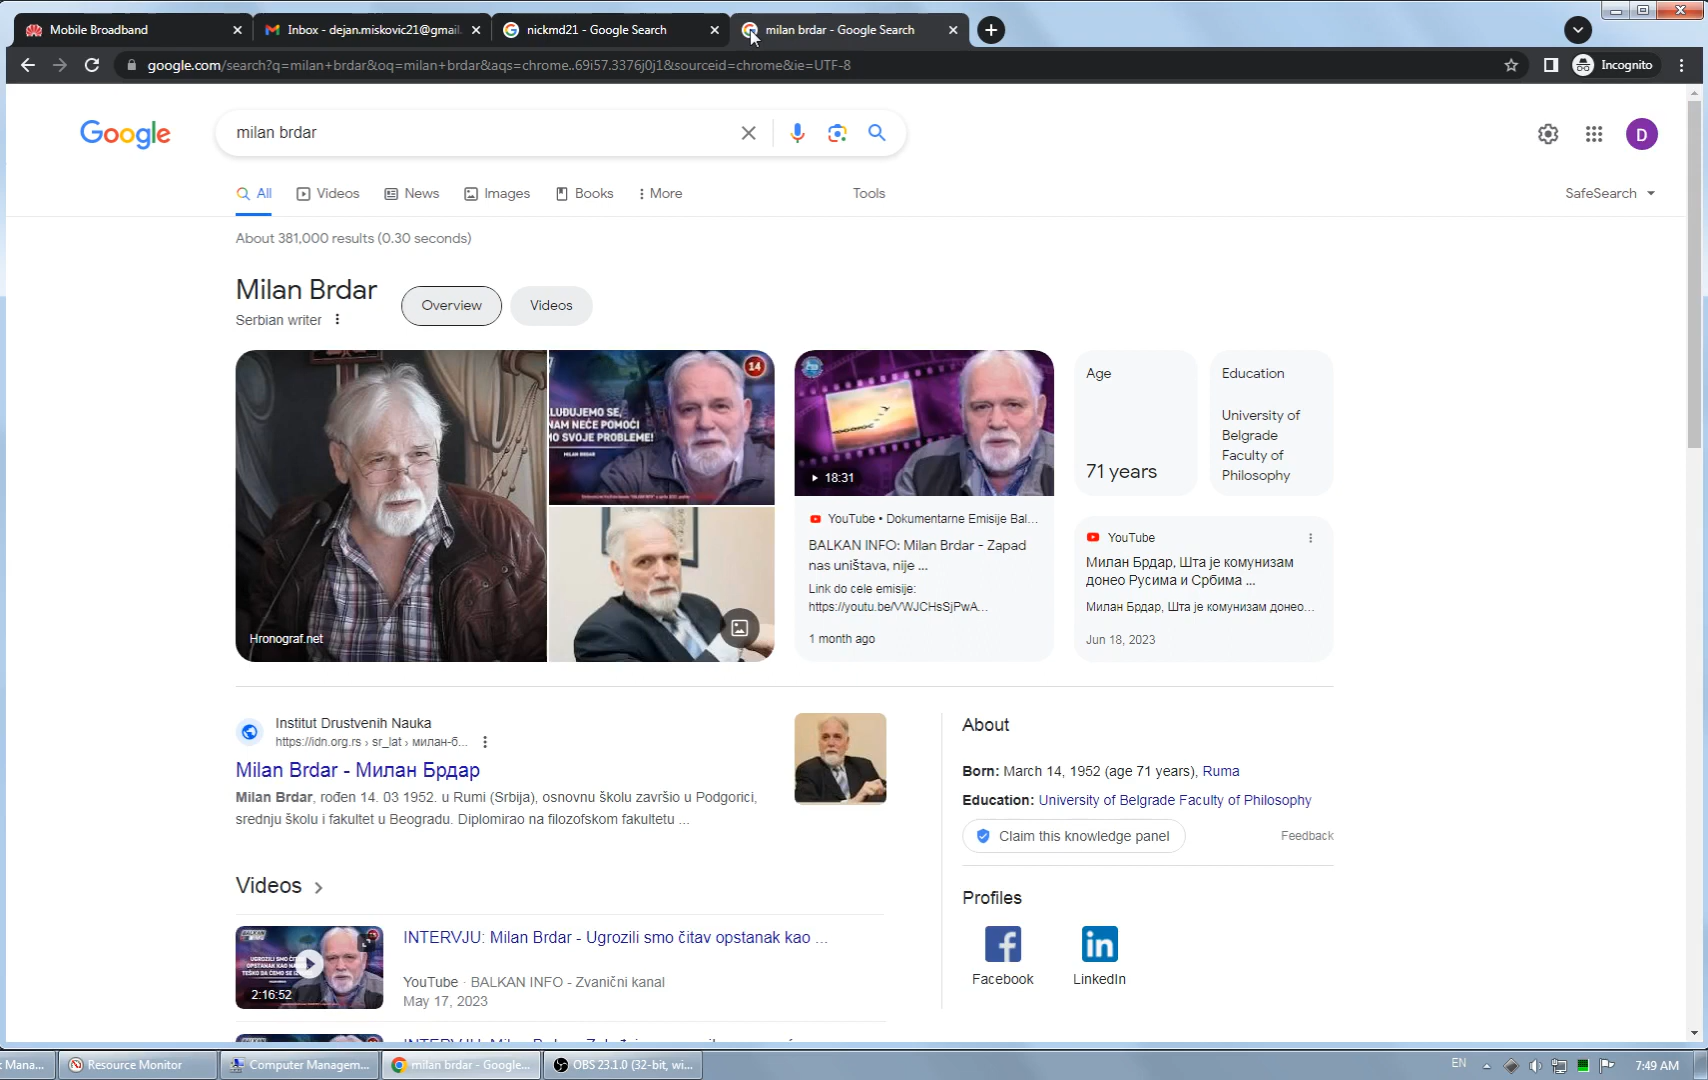 Mobile Broadband
Inbox - dejan.miskovic21@gmail.
nickmd21 - Google Search
milan brdar - Google Search
google.com/search?q=milan+brdar&oq=milan+brdar&aqs=chrome..69i57.3376j0j1&sourceid=chrome&ie=UTF-8
Incognito
Google
milan brdar
D
All
Videos
News
Images
Books
More
Tools
SafeSearch
About 381,000 results (0.30 seconds)
Milan Brdar
Serbian writer
Overview
Videos
Hronograf.net
14
LUĐUJEMO SE,
NAM NEĆE POMOĆI
O SVOJE PROBLEME!
MILAN BRDAR
18:31
YouTube • Dokumentarne Emisije Bal...
BALKAN INFO: Milan Brdar - Zapad
nas uništava, nije ...
Link do cele emisije:
https://youtu.be/VWJCHsSjPwA...
1 month ago
Age
71 years
Education
University of
Belgrade
Faculty of
Philosophy
YouTube
Милан Брдар, Шта је комунизам
донео Русима и Србима ...
Милан Брдар, Шта је комунизам донео...
Jun 18, 2023
Institut Drustvenih Nauka
https://idn.org.rs › sr_lat › милан-б...
Milan Brdar - Милан Брдар
Milan Brdar, rođen 14. 03 1952. u Rumi (Srbija), osnovnu školu završio u Podgorici,
srednju školu i fakultet u Beogradu. Diplomirao na filozofskom fakultetu ...
About
Born: March 14, 1952 (age 71 years), Ruma
Education: University of Belgrade Faculty of Philosophy
Claim this knowledge panel
Feedback
Profiles
Facebook
LinkedIn
Videos
2:16:52
INTERVJU: Milan Brdar - Ugrozili smo čitav opstanak kao ...
YouTube · BALKAN INFO - Zvanični kanal
May 17, 2023
Mana...
Resource Monitor
Computer Managem...
milan brdar - Google...
OBS 23.1.0 (32-bit, wi...
EN
7:49 AM